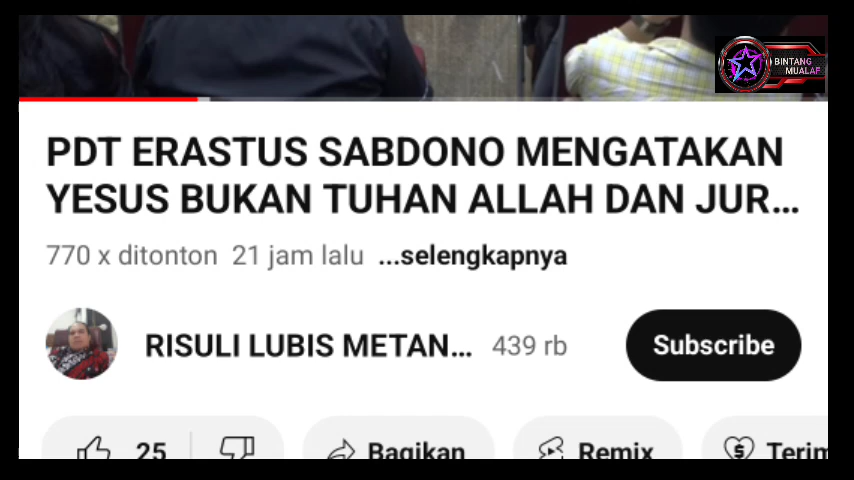 BINTANG
MUALAF
PDT ERASTUS SABDONO MENGATAKAN
YESUS BUKAN TUHAN ALLAH DAN JUR...
770 x ditonton 21 jam lalu ...selengkapnya
RISULI LUBIS METAN... 439 rb Subscribe
25 Bagikan Remix Terim